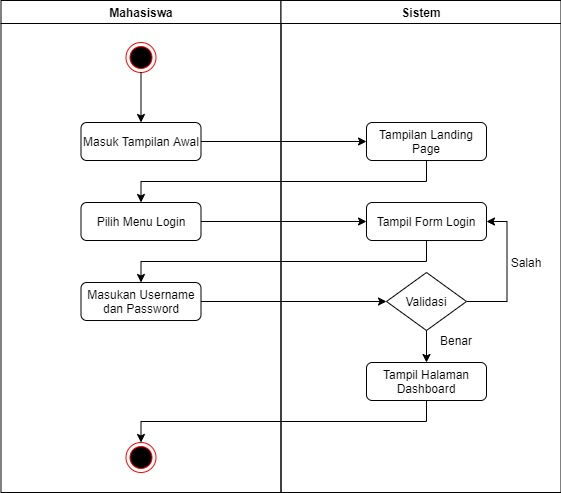 Mahasiswa
Sistem
Masuk Tampilan Awal
Tampilan Landing
Page
Pilih Menu Login
Tampil Form Login
Salah
Masukan Username
dan Password
Validasi
Benar
Tampil Halaman
Dashboard